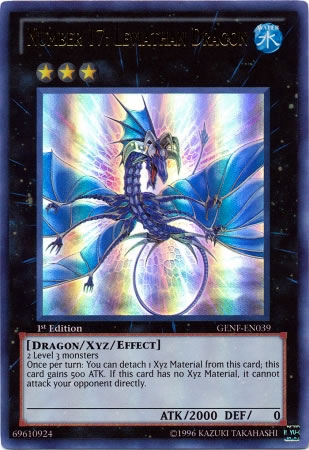 NUMBER 17: LEVIATHAN DRAGON
WATER
水
1st Edition
GENF-EN039
[DRAGON/XYZ/EFFECT]
2 Level 3 monsters
Once per turn: You can detach 1 Xyz Material from this card; this
card gains 500 ATK. If this card has no Xyz Material, it cannot
attack your opponent directly.
ATK/2000 DEF/ 0
69610924
©1996 KAZUKI TAKAHASHI